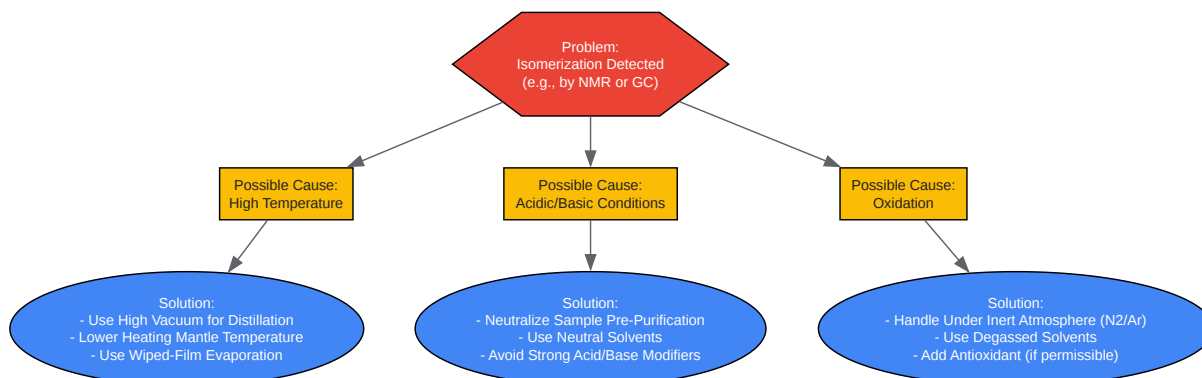 Problem:
Isomerization Detected
(e.g., by NMR or GC)
Possible Cause:
High Temperature
Possible Cause:
Acidic/Basic Conditions
Possible Cause:
Oxidation
Solution:
- Use High Vacuum for Distillation
- Lower Heating Mantle Temperature
- Use Wiped-Film Evaporation
Solution:
- Neutralize Sample Pre-Purification
- Use Neutral Solvents
- Avoid Strong Acid/Base Modifiers
Solution:
- Handle Under Inert Atmosphere (N2/Ar)
- Use Degassed Solvents
- Add Antioxidant (if permissible)